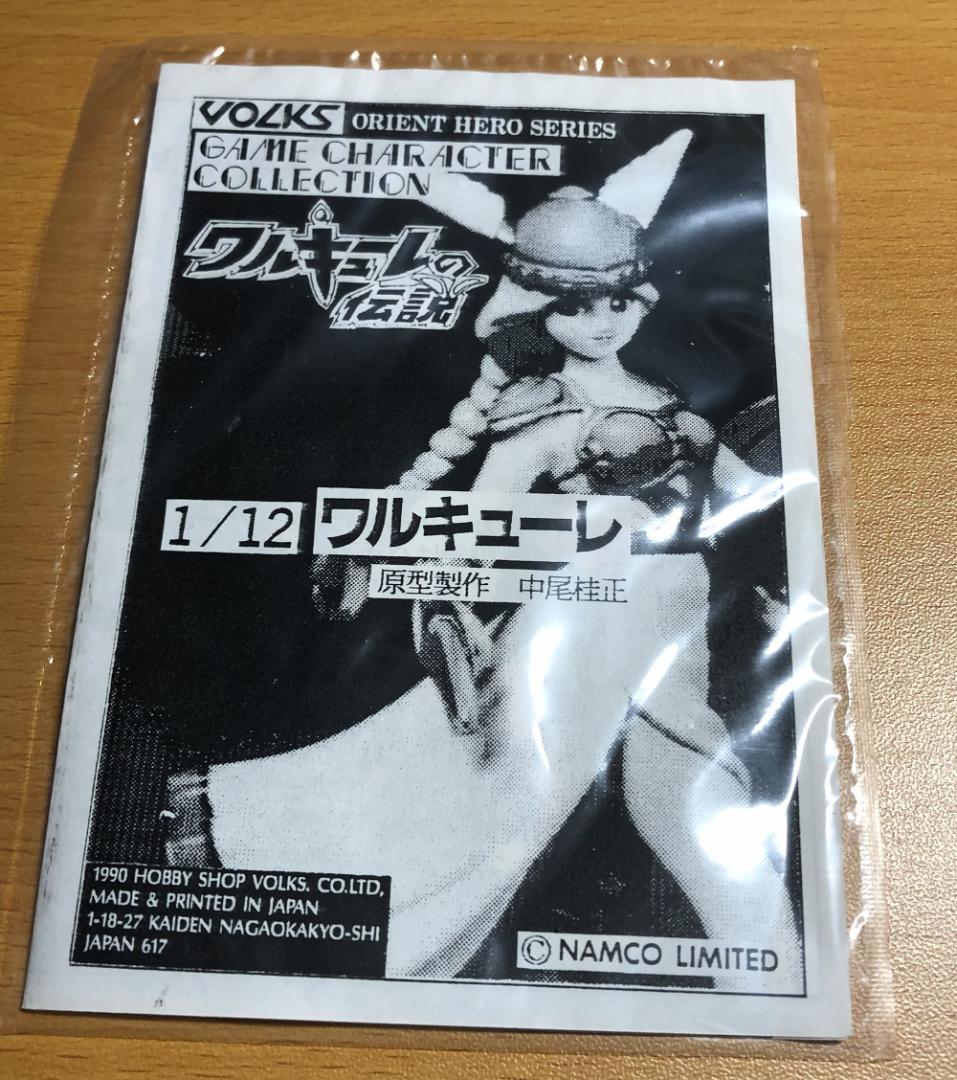 VOLKS ORIENT HERO SERIES
GAME CHARACTER
COLLECTION
ワルキューレの
伝説
1/12 ワルキューレ
原型製作 中尾桂正
1990 HOBBY SHOP VOLKS. CO.LTD,
MADE & PRINTED IN JAPAN
1-18-27 KAIDEN NAGAOKAKYO-SHI
JAPAN 617
© NAMCO LIMITED